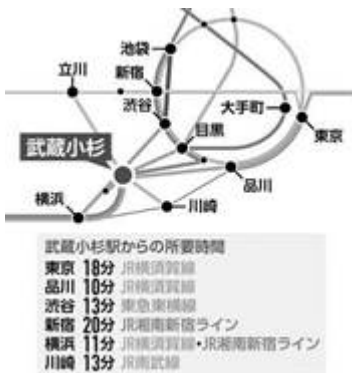 池袋
立川
新宿
渋谷
大手町
目黒
東京
武蔵小杉
品川
横浜
川崎
武蔵小杉駅からの所要時間
東京 18分 JR横須賀線
品川 10分 JR横須賀線
渋谷 13分 東急東横線
新宿 20分 JR湘南新宿ライン
横浜 11分 JR横須賀線・JR湘南新宿ライン
川崎 13分 JR南武線